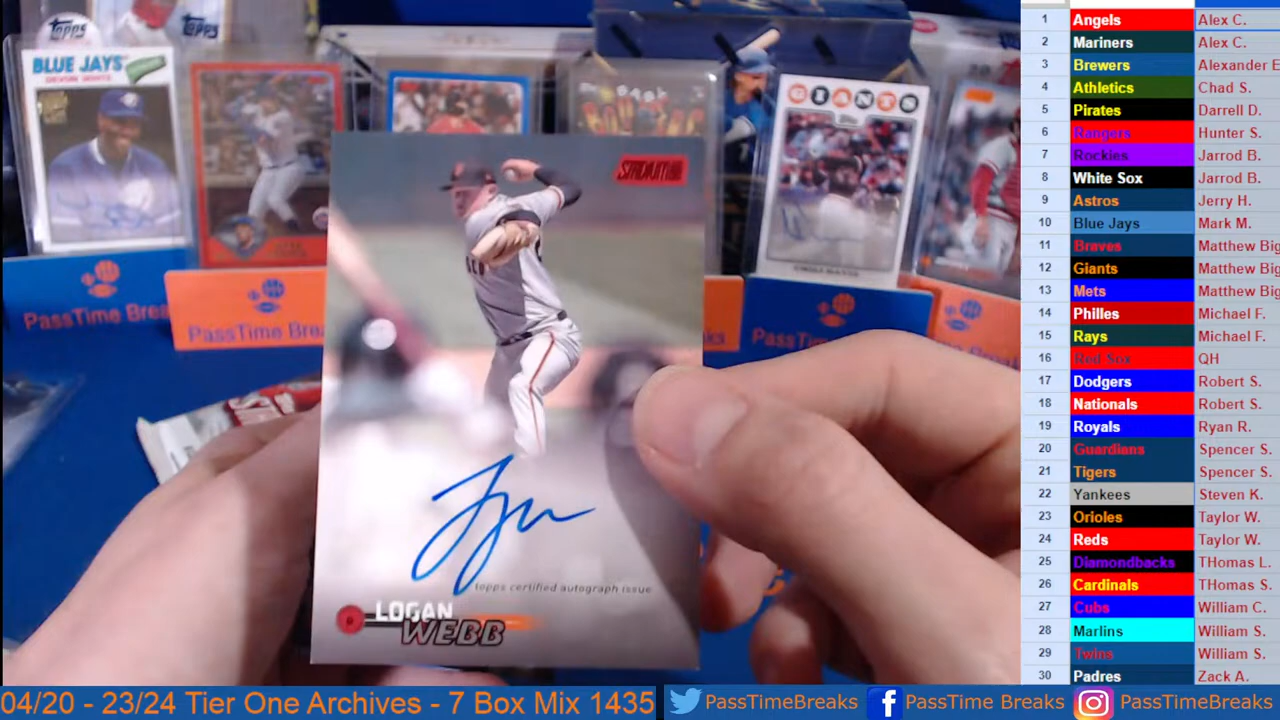 topps
topps
BLUE JAYS
GIANTS
topps
STADIUM CLUB
PassTime Brea
PassTime Breaks
PassTim
topps certified autograph issue
LOGAN
WEBB
1 Angels Alex C.
2 Mariners Alex C.
3 Brewers Alexander E
4 Athletics Chad S.
5 Pirates Darrell D.
6 Rangers Hunter S.
7 Rockies Jarrod B.
8 White Sox Jarrod B.
9 Astros Jerry H.
10 Blue Jays Mark M.
11 Braves Matthew Big
12 Giants Matthew Big
13 Mets Matthew Big
14 Philles Michael F.
15 Rays Michael F.
16 Red Sox QH
17 Dodgers Robert S.
18 Nationals Robert S.
19 Royals Ryan R.
20 Guardians Spencer S.
21 Tigers Spencer S.
22 Yankees Steven K.
23 Orioles Taylor W.
24 Reds Taylor W.
25 Diamondbacks THomas L.
26 Cardinals THomas S.
27 Cubs William C.
28 Marlins William S.
29 Twins William S.
30 Padres Zack A.
04/20 - 23/24 Tier One Archives - 7 Box Mix 1435
PassTimeBreaks
PassTime Breaks
PassTimeBreaks